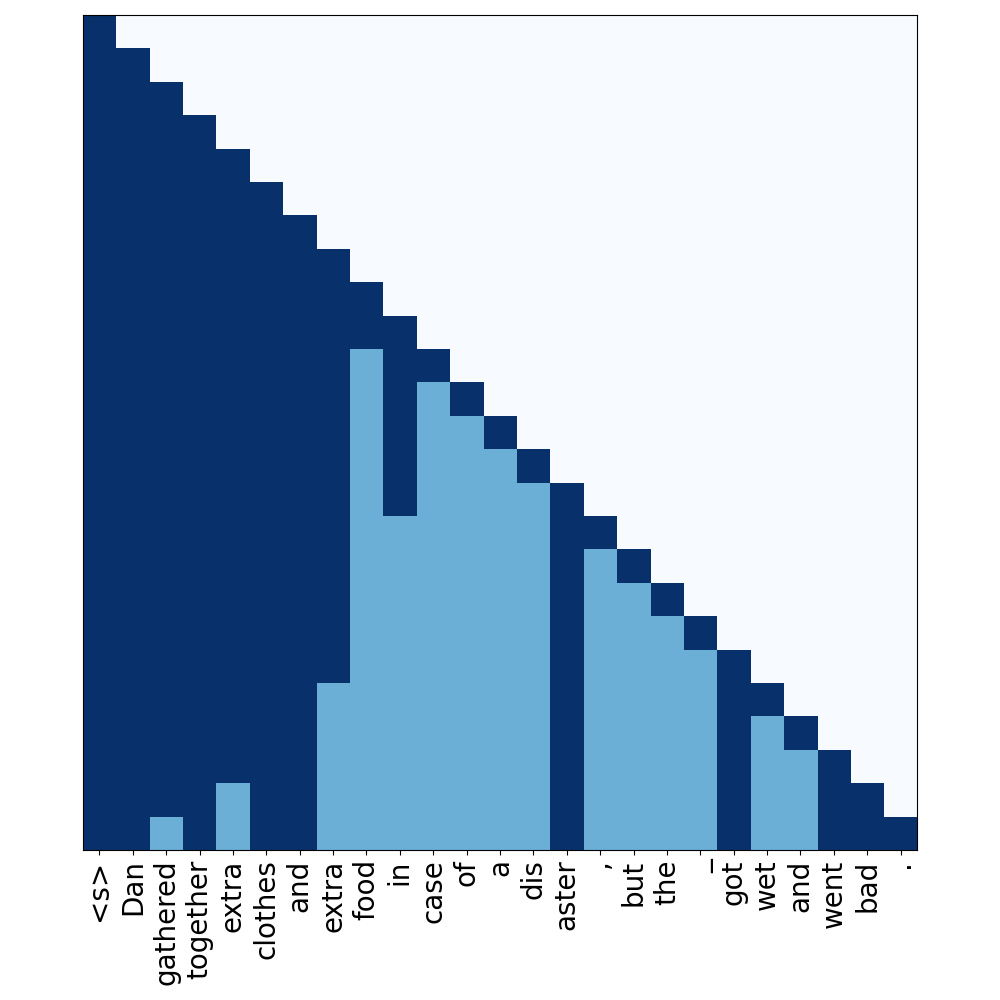 <s>
Dan
gathered
together
extra
clothes
and
extra
food
in
case
of
a
dis
aster
,
but
the
_
got
wet
and
went
bad
.